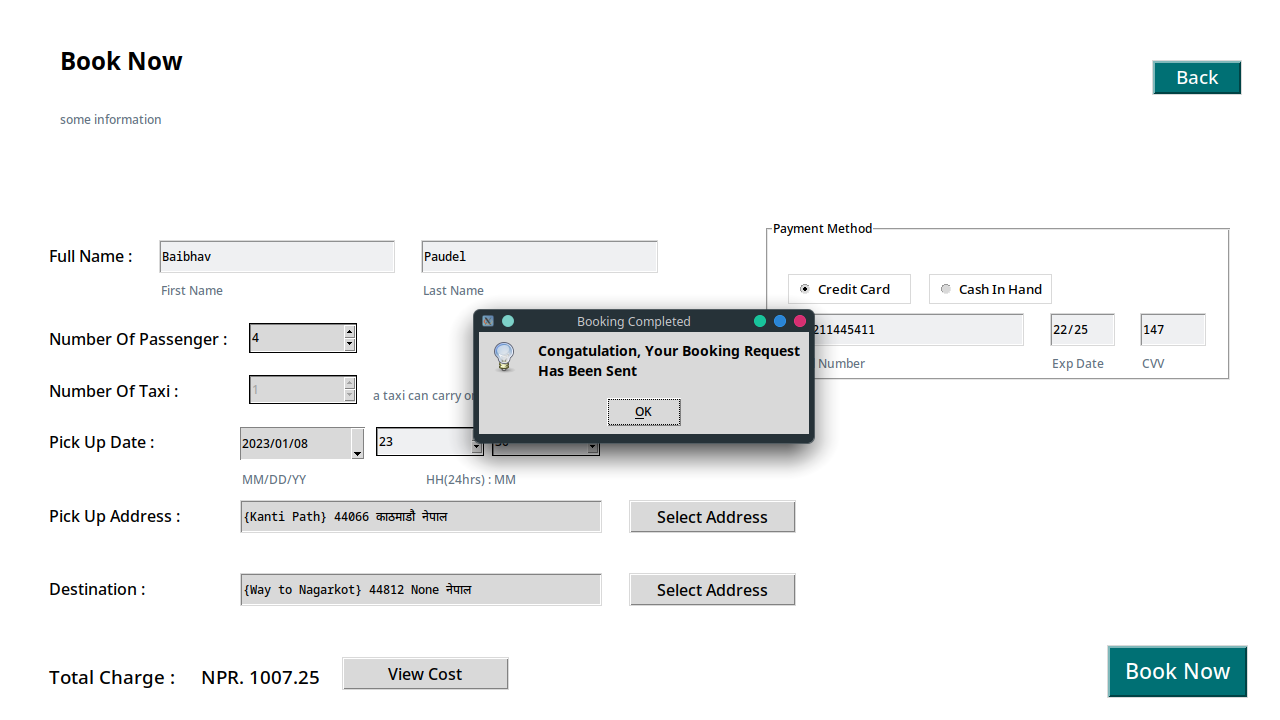 Book Now
Back
some information
Payment Method
Full Name :
Baibhav
Paudel
First Name
Last Name
Credit Card
Cash In Hand
Booking Completed
211445411
22/25
147
Number
Exp Date
CVV
Number Of Passenger :
4
Congatulation, Your Booking Request
Has Been Sent
OK
Number Of Taxi :
1
a taxi can carry
Pick Up Date :
2023/01/08
23
MM/DD/YY
HH(24hrs) : MM
Pick Up Address :
{Kanti Path} 44066 काठमाडौ नेपाल
Select Address
Destination :
{Way to Nagarkot} 44812 None नेपाल
Select Address
Total Charge :
NPR. 1007.25
View Cost
Book Now